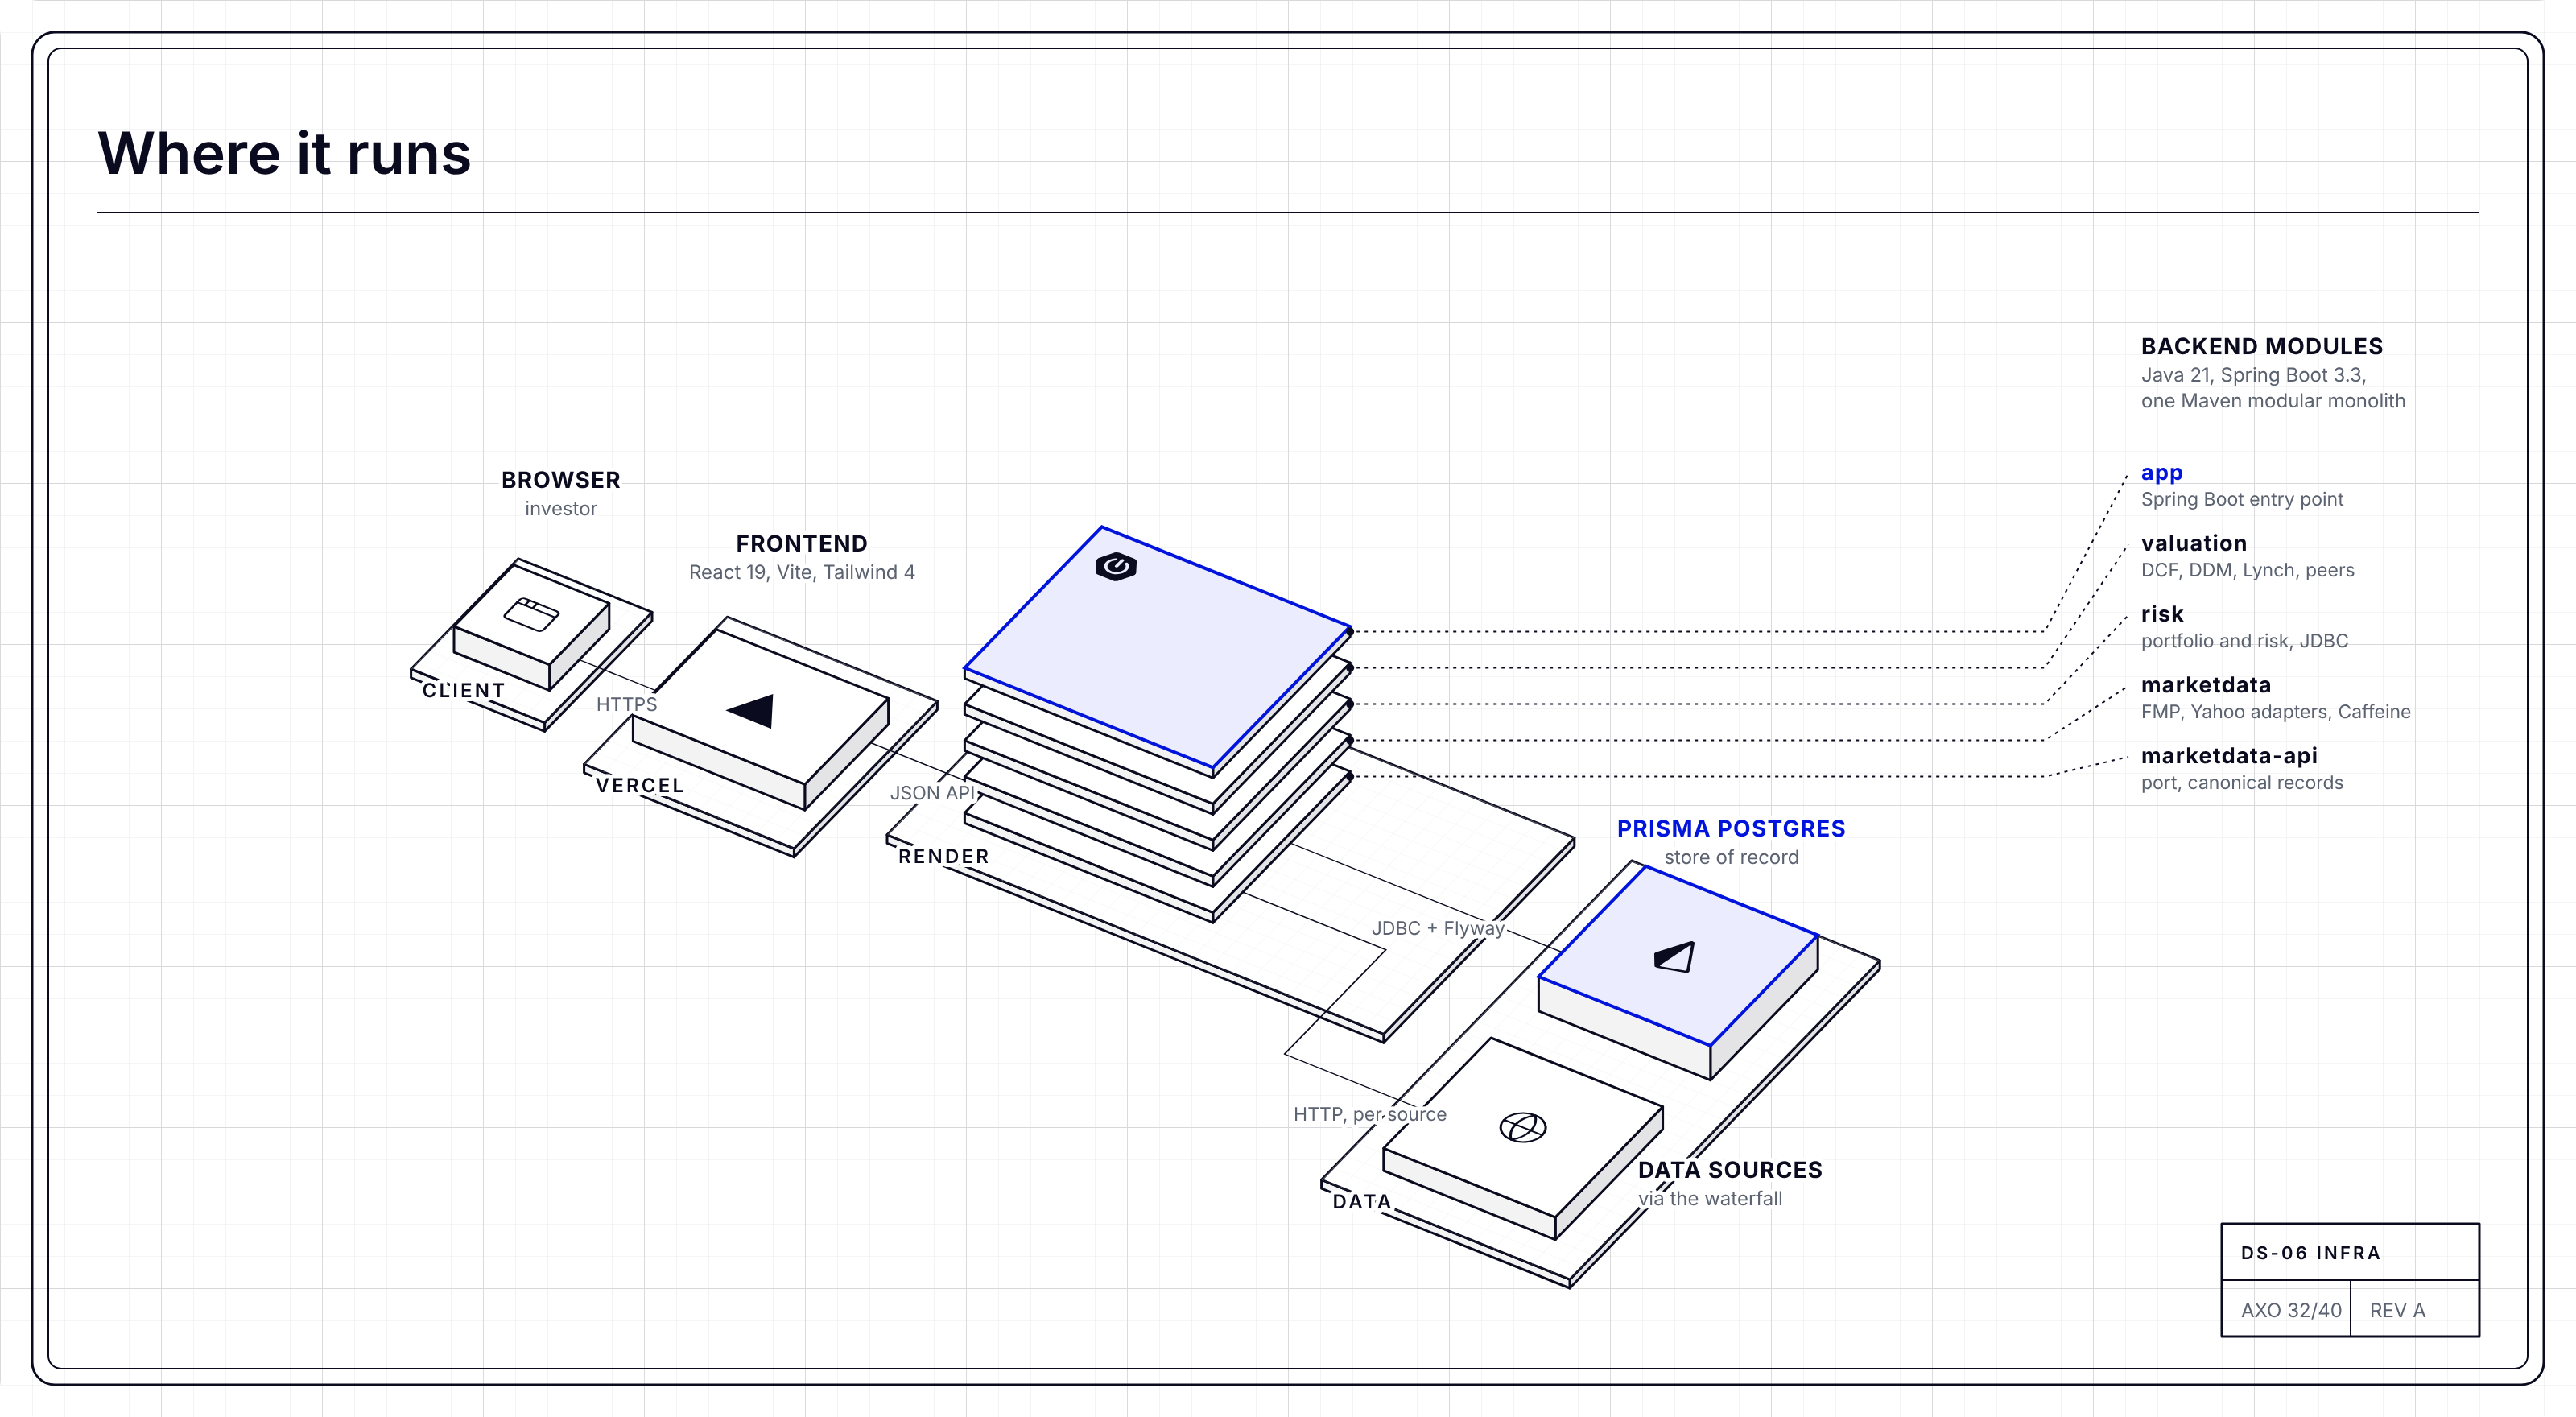 Where it runs
BACKEND MODULES
Java 21, Spring Boot 3.3,
one Maven modular monolith
app
Spring Boot entry point
valuation
DCF, DDM, Lynch, peers
risk
portfolio and risk, JDBC
marketdata
FMP, Yahoo adapters, Caffeine
marketdata-api
port, canonical records
BROWSER
investor
FRONTEND
React 19, Vite, Tailwind 4
CLIENT
HTTPS
VERCEL
JSON API
RENDER
PRISMA POSTGRES
store of record
JDBC + Flyway
HTTP, per source
DATA SOURCES
via the waterfall
DATA
DS-06 INFRA
AXO 32/40
REV A